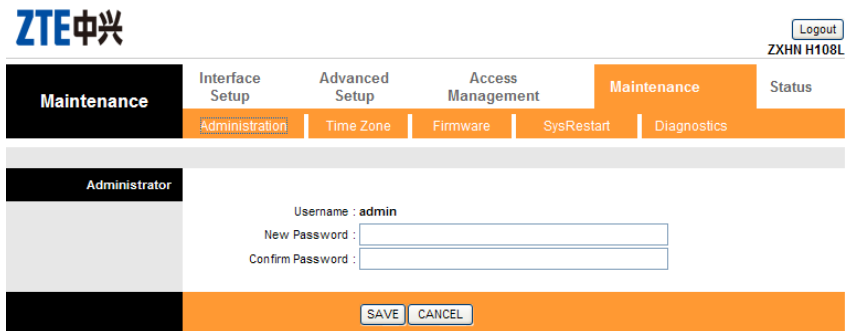 ZTE中兴
Logout
ZXHN H108L
Maintenance
Interface Setup
Advanced Setup
Access Management
Maintenance
Status
Administration
Time Zone
Firmware
SysRestart
Diagnostics
Administrator
Username : admin
New Password :
Confirm Password :
SAVE CANCEL